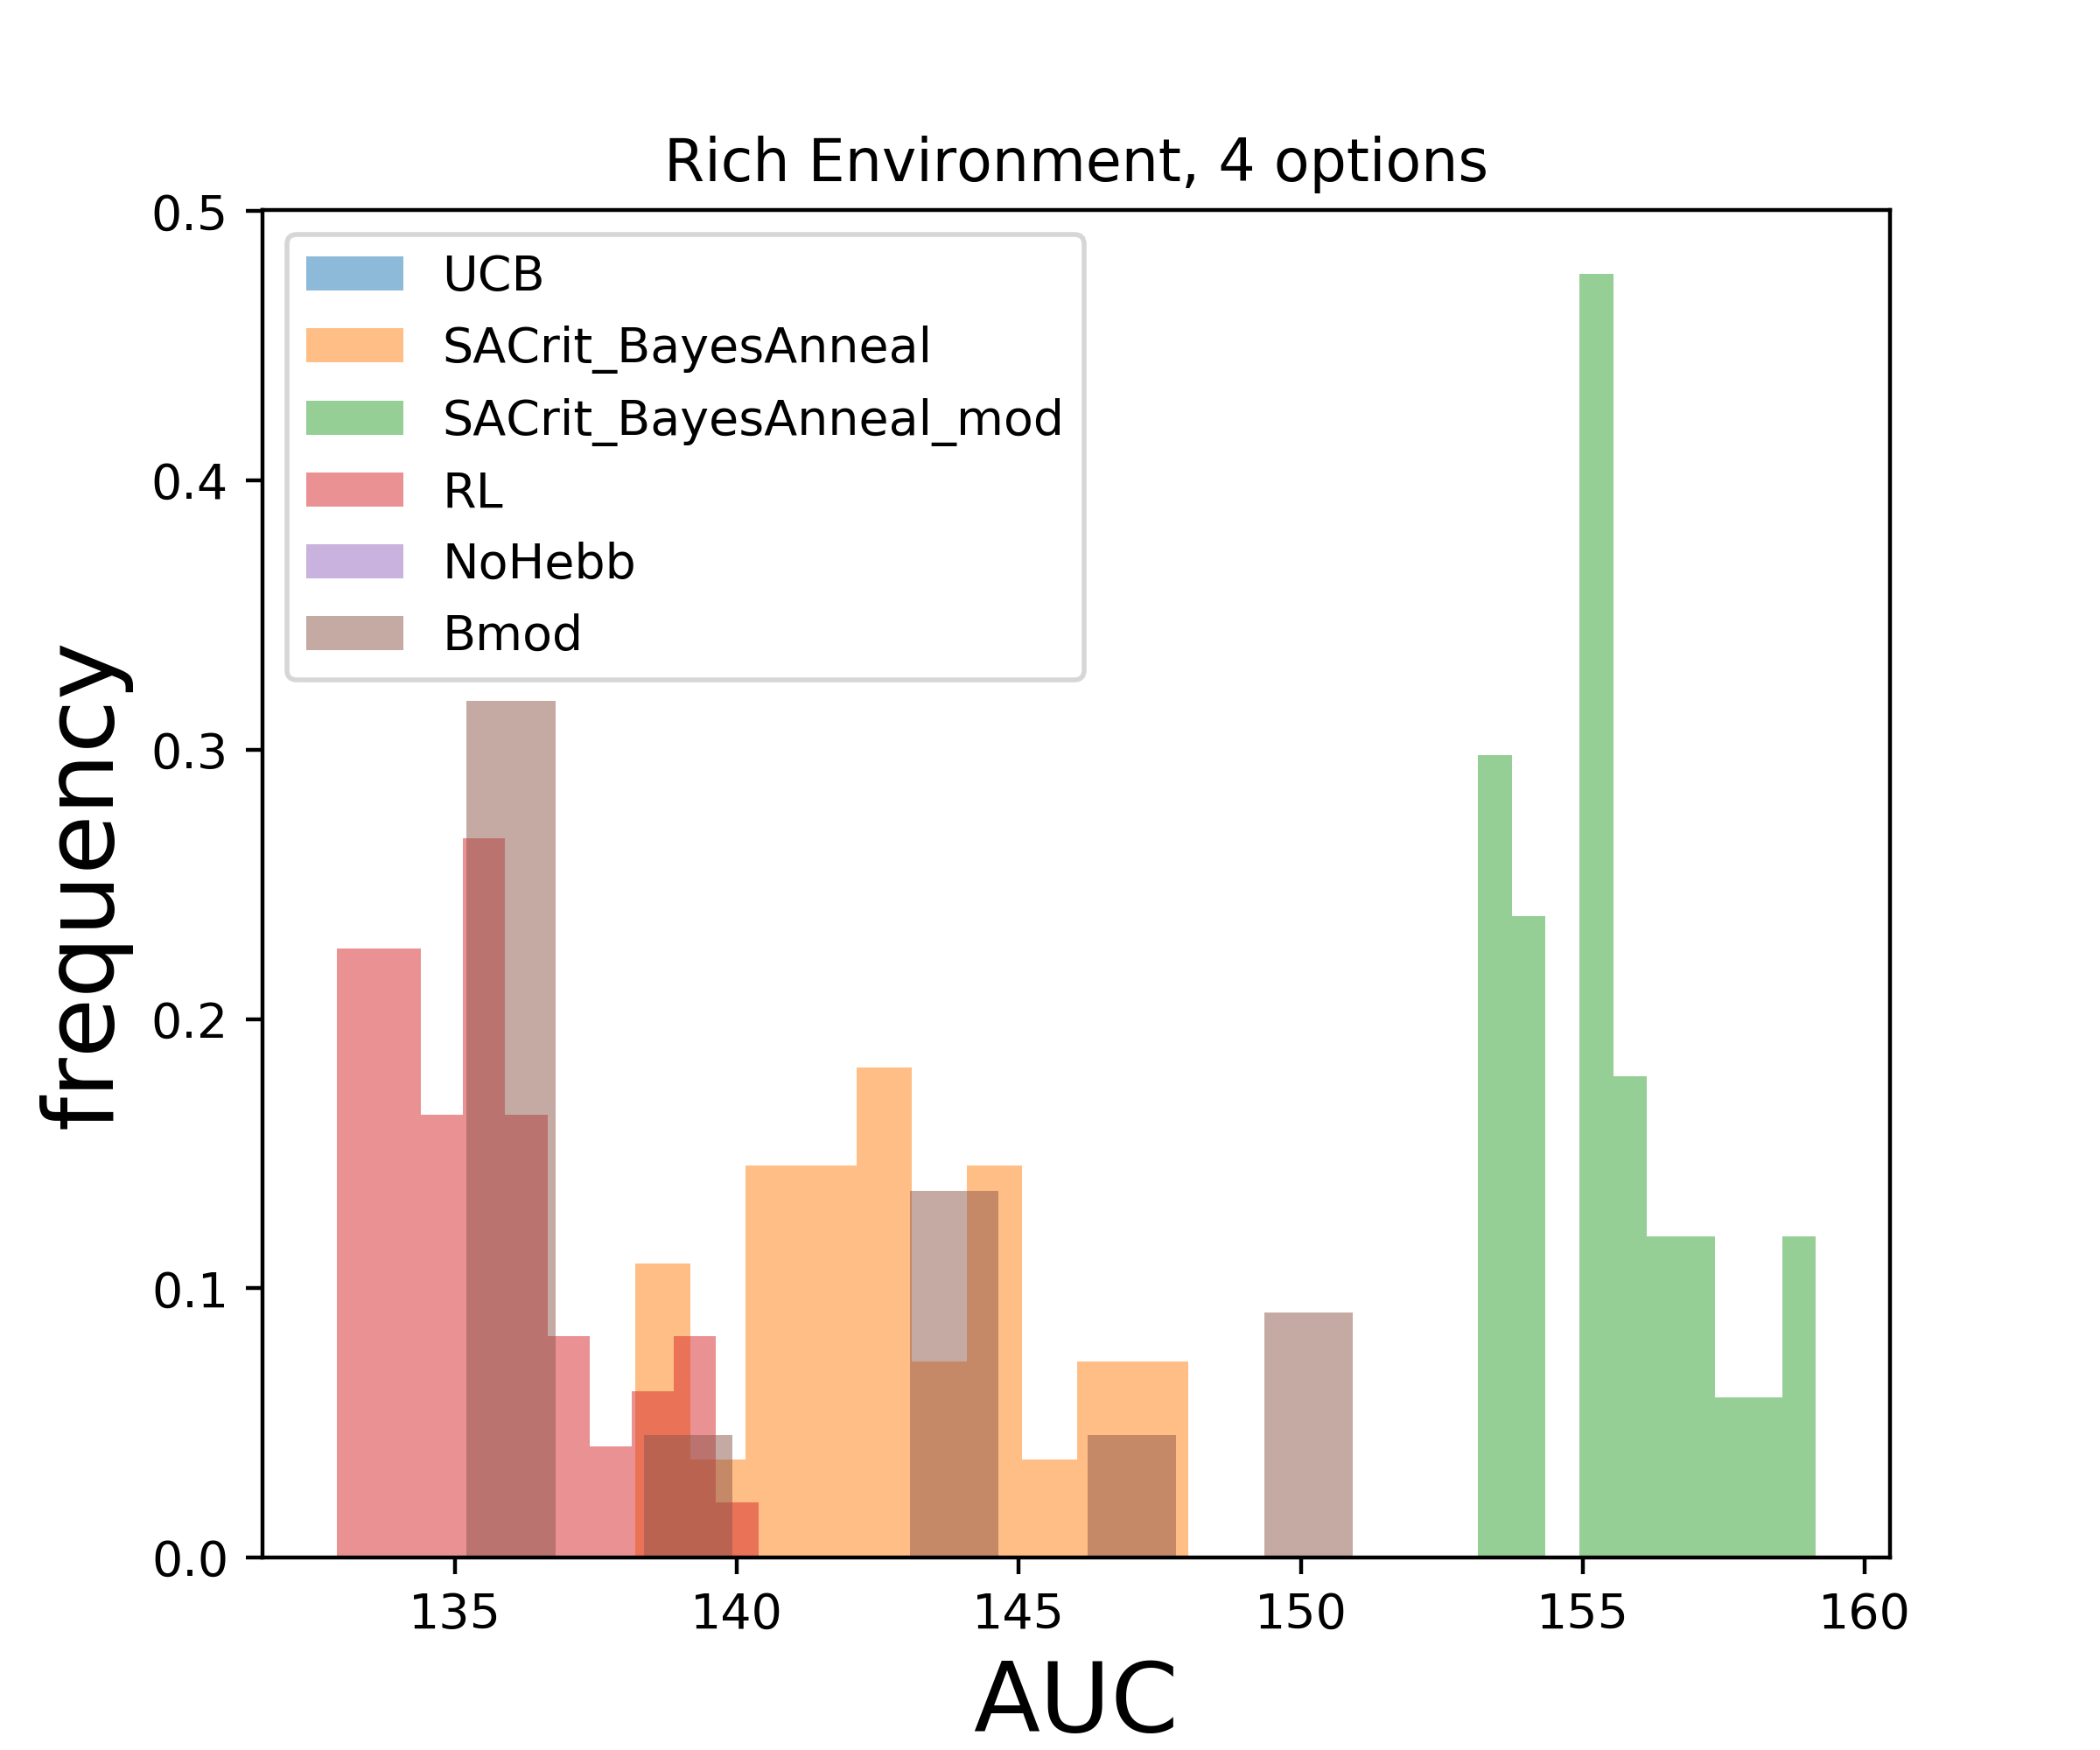 Rich Environment, 4 options
0.5
0.4
0.3
0.2
0.1
0.0
frequency
UCB
SACrit_BayesAnneal
SACrit_BayesAnneal_mod
RL
NoHebb
Bmod
135 140 145 150 155 160
AUC